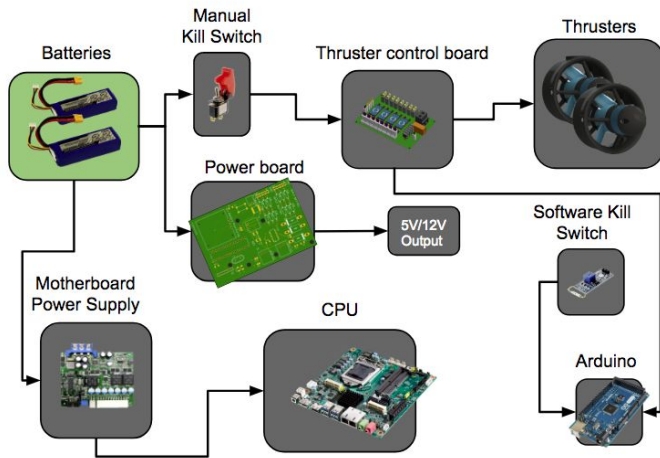 Manual
Kill Switch
Batteries
Thruster control board
Thrusters
Power board
5V/12V
Output
Software Kill
Switch
Motherboard
Power Supply
CPU
Arduino